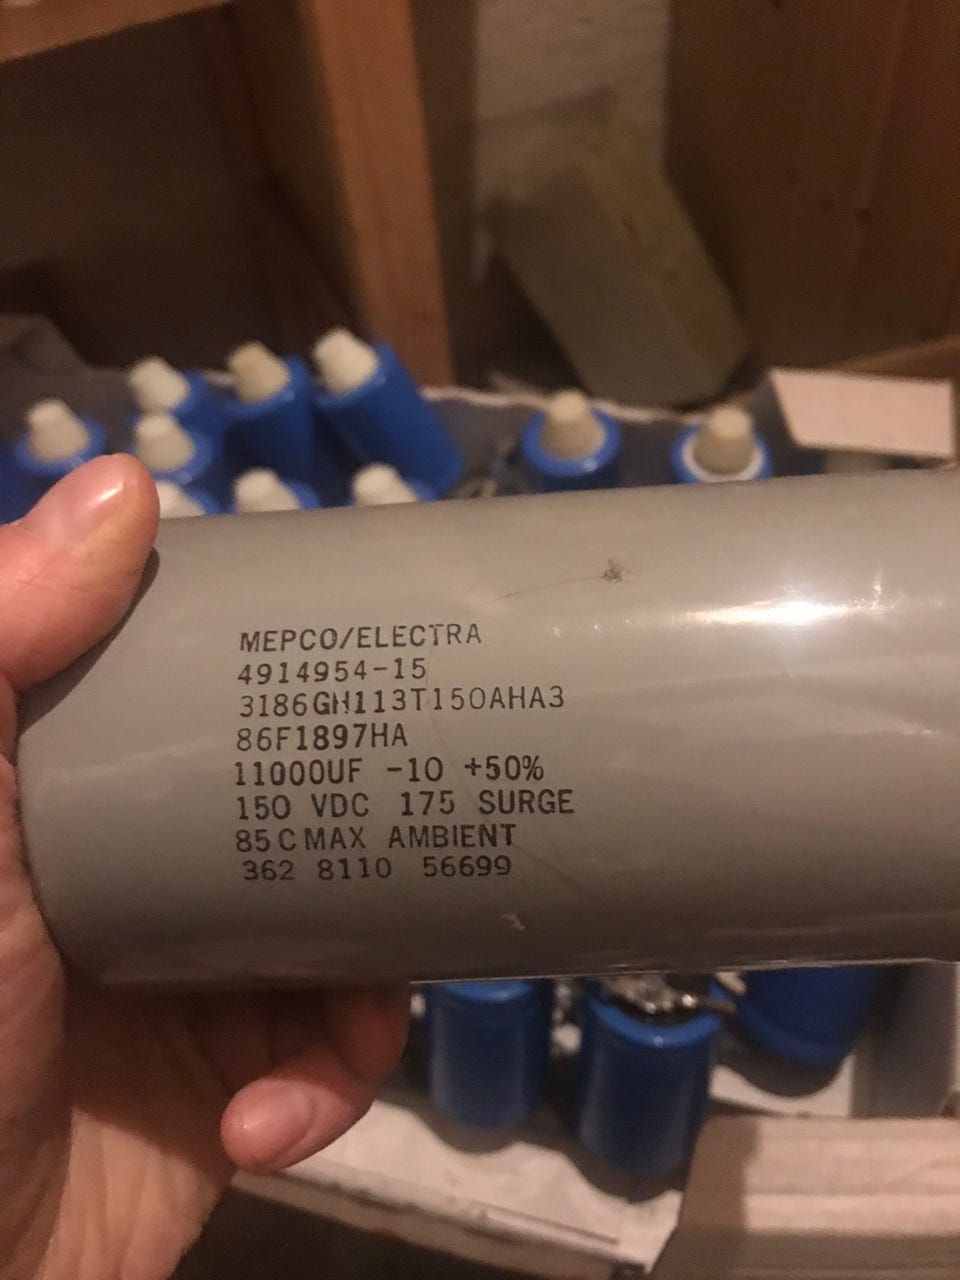 MEPCO/ELECTRA
4914954-15
3186GH113T150AHA3
86F1897HA
11000UF -10 +50%
150 VDC 175 SURGE
85C MAX AMBIENT
362 8110 56699